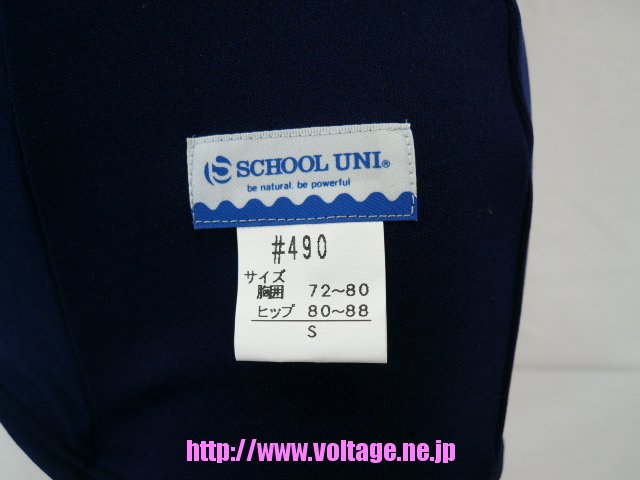 S SCHOOL UNI®
be natural. be powerful
#490
サイズ
胸囲 72～80
ヒップ 80～88
S
http://www.voltage.ne.jp